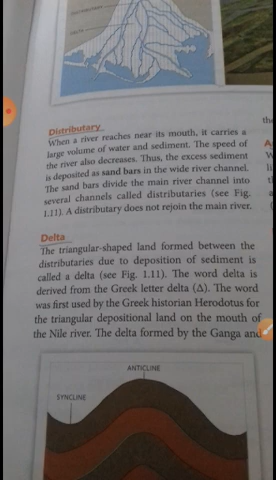 the
Distributary
When a river reaches near its mouth, it carries a
large volume of water and sediment. The speed of
the river also decreases. Thus, the excess sediment
is deposited as sand bars in the wide river channel.
The sand bars divide the main river channel into
several channels called distributaries (see Fig.
1.11). A distributary does not rejoin the main river.
Delta
The triangular-shaped land formed between the
distributaries due to deposition of sediment is
called a delta (see Fig. 1.11). The word delta is
derived from the Greek letter delta (Δ). The word
was first used by the Greek historian Herodotus for
the triangular depositional land on the mouth of
the Nile river. The delta formed by the Ganga and
ANTICLINE
SYNCLINE